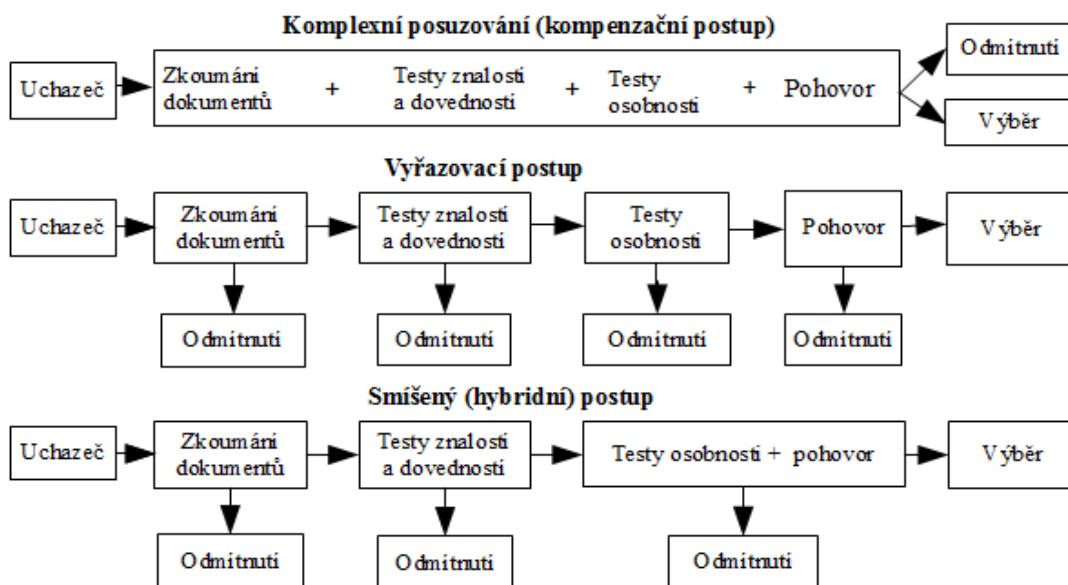 Komplexní posuzování (kompenzační postup)
Uchazeč
Zkoumání
dokumentů
+
Testy znalostí
a dovedností
+
Testy
osobnosti
+
Pohovor
Odmítnutí
Výběr
Vyřazovací postup
Uchazeč
Zkoumání
dokumentů
Testy znalostí
a dovedností
Testy
osobnosti
Pohovor
Výběr
Odmítnutí
Odmítnutí
Odmítnutí
Odmítnutí
Smíšený (hybridní) postup
Uchazeč
Zkoumání
dokumentů
Testy znalostí
a dovedností
Testy osobnosti + pohovor
Výběr
Odmítnutí
Odmítnutí
Odmítnutí